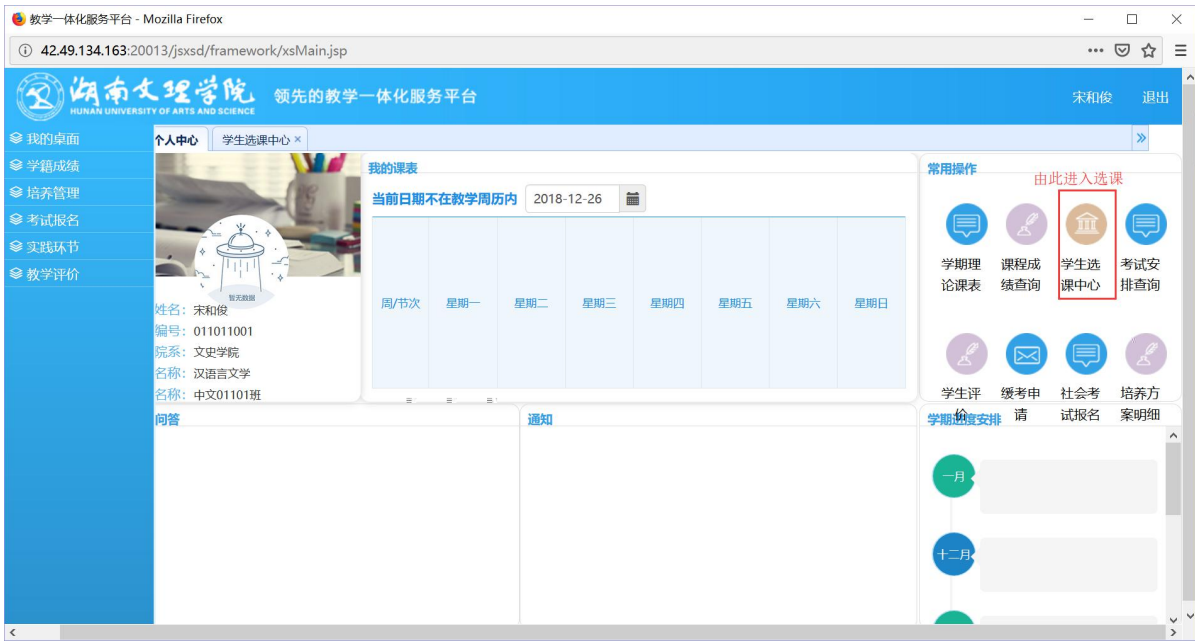 教学一体化服务平台 - Mozilla Firefox
42.49.134.163:20013/jsxsd/framework/xsMain.jsp
湖南文理学院
HUNAN UNIVERSITY OF ARTS AND SCIENCE
领先的教学一体化服务平台
宋和俊 退出
我的桌面
学籍成绩
培养管理
考试报名
实践环节
教学评价
个人中心 学生选课中心 ×
暂无数据
姓名：宋和俊
编号：011011001
院系：文史学院
名称：汉语言文学
名称：中文01101班
我的课表
当前日期不在教学周历内 2018-12-26
周/节次 星期一 星期二 星期三 星期四 星期五 星期六 星期日
常用操作
由此进入选课
学期理
论课表
课程成
绩查询
学生选
课中心
考试安
排查询
学生评
价
缓考申
请
社会考
试报名
培养方
案明细
问答
通知
学期进度安排
一月
十二月